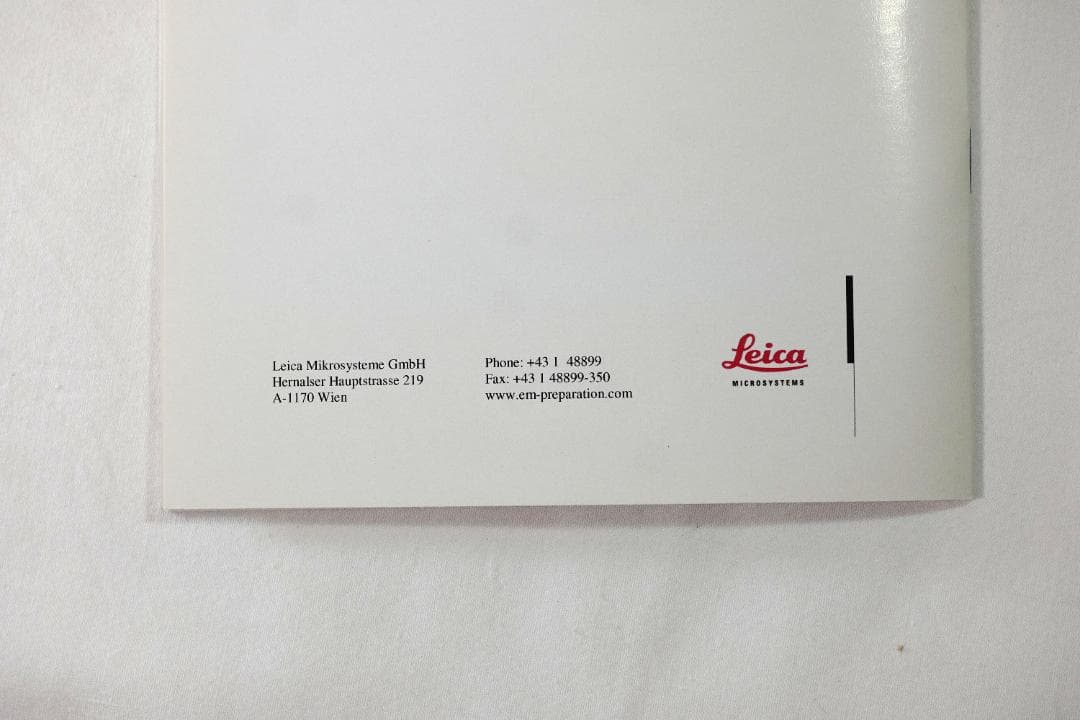 Leica Mikrosysteme GmbH
Hernalser Hauptstrasse 219
A-1170 Wien
Phone: +43 1 48899
Fax: +43 1 48899-350
www.em-preparation.com
Leica
MICROSYSTEMS